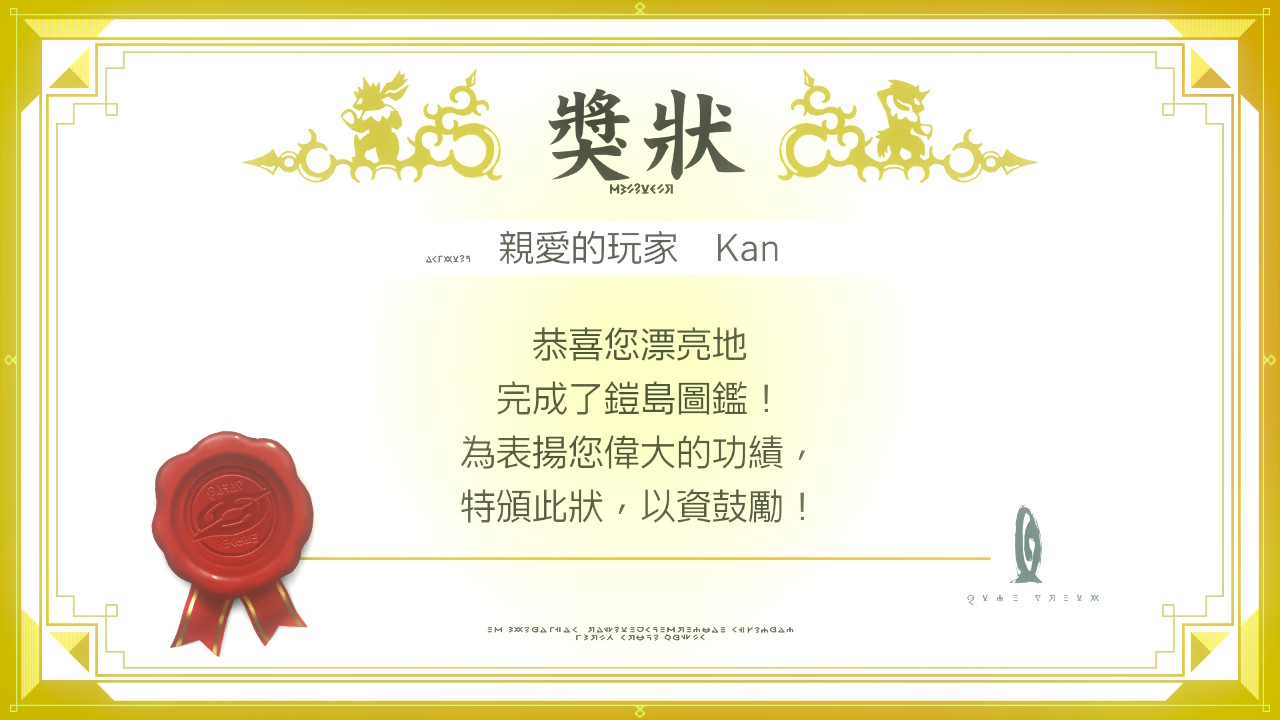 獎狀
親愛的玩家　Kan
恭喜您漂亮地
完成了鎧島圖鑑！
為表揚您偉大的功績，
特頒此狀，以資鼓勵！